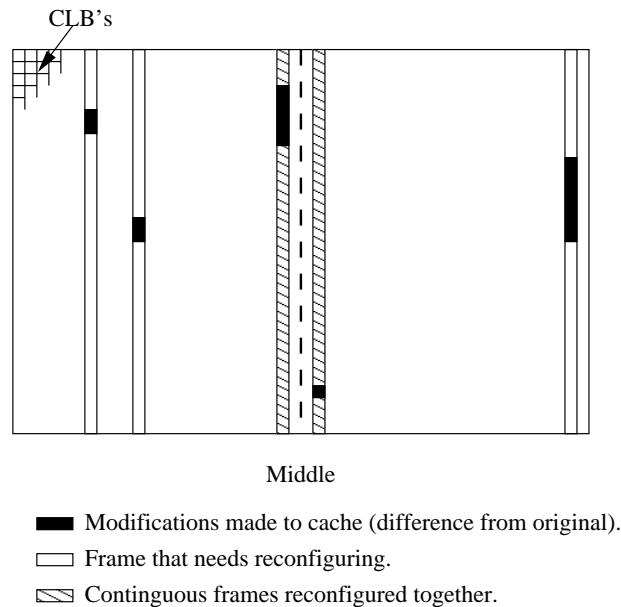 CLB's
Middle
Modifications made to cache (difference from original).
Frame that needs reconfiguring.
Continguous frames reconfigured together.